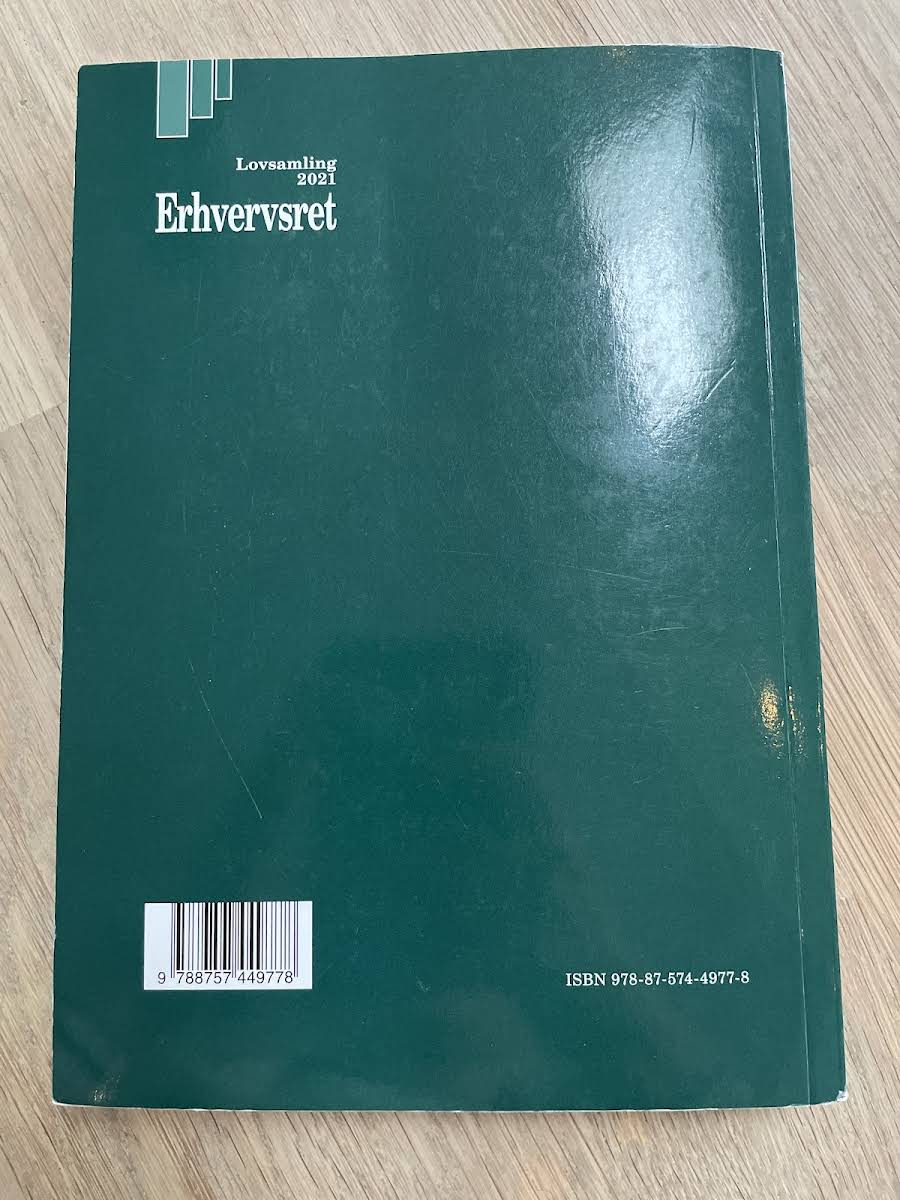 Lovsamling
2021
Erhvervsret
9 788757 449778
ISBN 978-87-574-4977-8